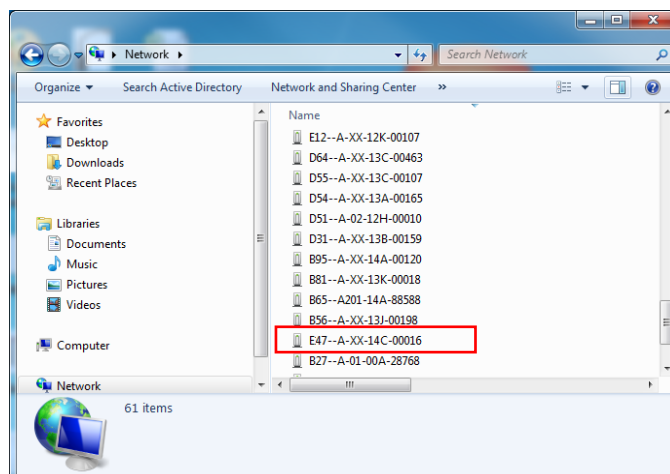 Network
Search Network
Organize
Search Active Directory
Network and Sharing Center
»
Favorites
Desktop
Downloads
Recent Places
Libraries
Documents
Music
Pictures
Videos
Computer
Network
Name
E12--A-XX-12K-00107
D64--A-XX-13C-00463
D55--A-XX-13C-00107
D54--A-XX-13A-00165
D51--A-02-12H-00010
D31--A-XX-13B-00159
B95--A-XX-14A-00120
B81--A-XX-13K-00018
B65--A201-14A-88588
B56--A-XX-13J-00198
E47--A-XX-14C-00016
B27--A-01-00A-28768
61 items